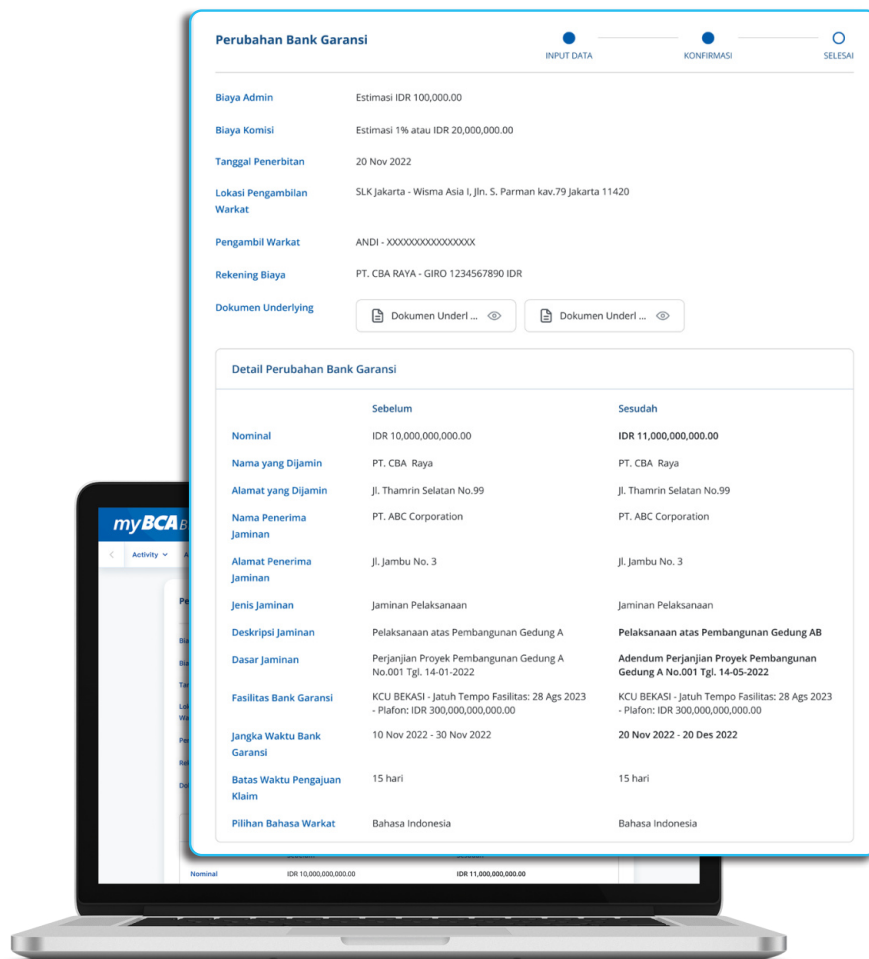 Perubahan Bank Garansi
INPUT DATA
KONFIRMASI
SELESAI
Biaya Admin
Estimasi IDR 100,000.00
Biaya Komisi
Estimasi 1% atau IDR 20,000,000.00
Tanggal Penerbitan
20 Nov 2022
Lokasi Pengambilan
Warkat
SLK Jakarta - Wisma Asia I, Jln. S. Parman kav.79 Jakarta 11420
Pengambil Warkat
ANDI - XXXXXXXXXXXXXXXX
Rekening Biaya
PT. CBA RAYA - GIRO 1234567890 IDR
Dokumen Underlying
Dokumen Underl ...
Dokumen Underl ...
Detail Perubahan Bank Garansi
Sebelum
Sesudah
Nominal
IDR 10,000,000,000.00
IDR 11,000,000,000.00
Nama yang Dijamin
PT. CBA Raya
PT. CBA Raya
Alamat yang Dijamin
Jl. Thamrin Selatan No.99
Jl. Thamrin Selatan No.99
Nama Penerima
Jaminan
PT. ABC Corporation
PT. ABC Corporation
Alamat Penerima
Jaminan
Jl. Jambu No. 3
Jl. Jambu No. 3
Jenis Jaminan
Jaminan Pelaksanaan
Jaminan Pelaksanaan
Deskripsi Jaminan
Pelaksanaan atas Pembangunan Gedung A
Pelaksanaan atas Pembangunan Gedung AB
Dasar Jaminan
Perjanjian Proyek Pembangunan Gedung A
No.001 Tgl. 14-01-2022
Adendum Perjanjian Proyek Pembangunan
Gedung A No.001 Tgl. 14-05-2022
Fasilitas Bank Garansi
KCU BEKASI - Jatuh Tempo Fasilitas: 28 Ags 2023
- Plafon: IDR 300,000,000,000.00
KCU BEKASI - Jatuh Tempo Fasilitas: 28 Ags 2023
- Plafon: IDR 300,000,000,000.00
Jangka Waktu Bank
Garansi
10 Nov 2022 - 30 Nov 2022
20 Nov 2022 - 20 Des 2022
Batas Waktu Pengajuan
Klaim
15 hari
15 hari
Pilihan Bahasa Warkat
Bahasa Indonesia
Bahasa Indonesia
myBCA
Activity
Nominal
IDR 10,000,000,000.00
IDR 11,000,000,000.00